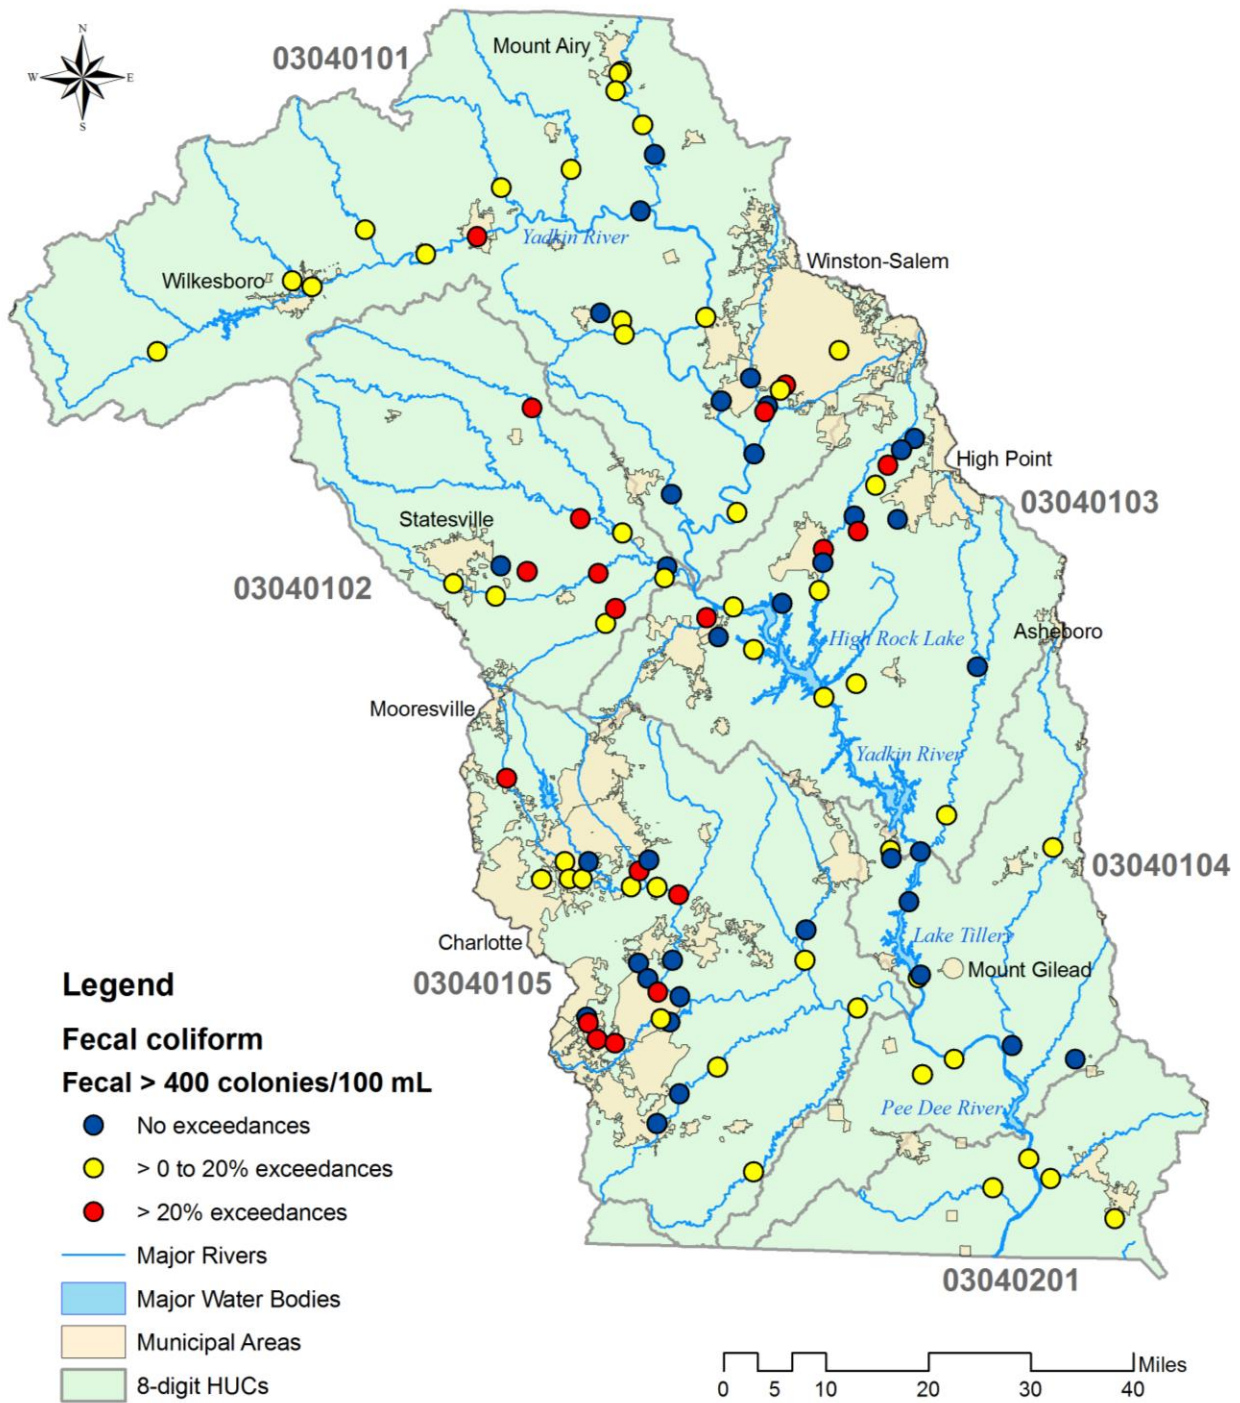 N
W
E
S
03040101
Mount Airy
Yadkin River
Wilkesboro
Winston-Salem
High Point
03040103
Statesville
03040102
Asheboro
High Rock Lake
Mooresville
Yadkin River
03040104
Charlotte
Lake Tillery
Mount Gilead
03040105
Pee Dee River
03040201
Legend
Fecal coliform
Fecal > 400 colonies/100 mL
No exceedances
> 0 to 20% exceedances
> 20% exceedances
Major Rivers
Major Water Bodies
Municipal Areas
8-digit HUCs
Miles
0 5 10 20 30 40